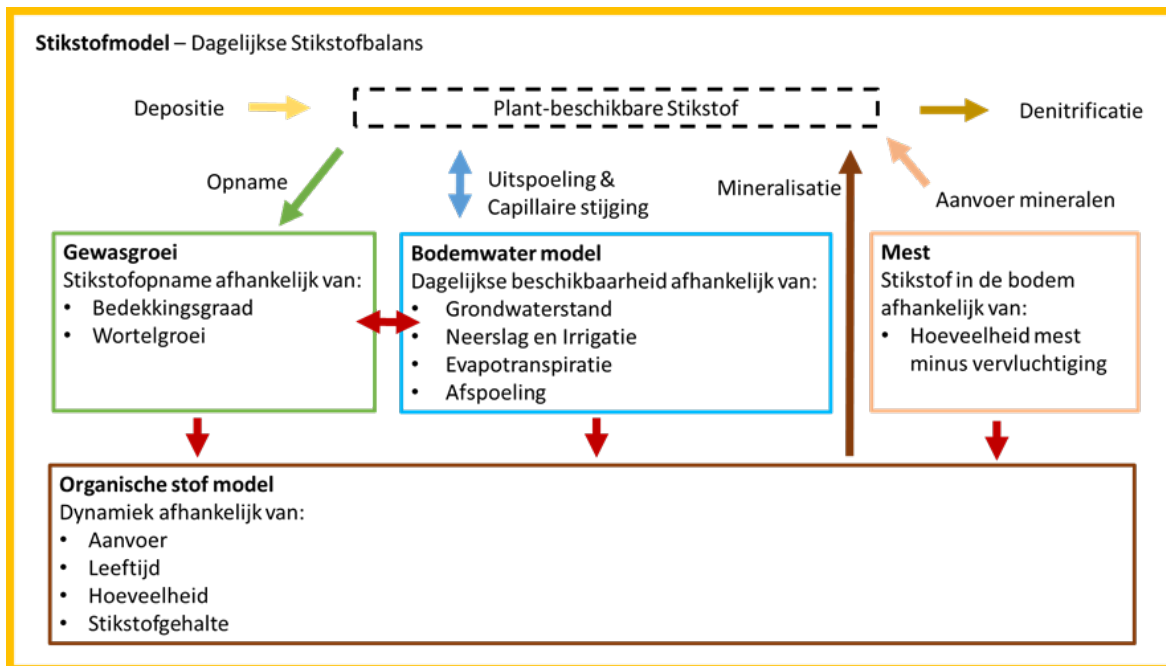 Stikstofmodel – Dagelijkse Stikstofbalans
Depositie
Plant-beschikbare Stikstof
Denitrificatie
Opname
Uitspoeling &
Capillaire stijging
Mineralisatie
Aanvoer mineralen
Gewasgroei
Stikstofopname afhankelijk van:
• Bedekkingsgraad
• Wortelgroei
Bodemwater model
Dagelijkse beschikbaarheid afhankelijk van:
• Grondwaterstand
• Neerslag en Irrigatie
• Evapotranspiratie
• Afspoeling
Mest
Stikstof in de bodem
afhankelijk van:
• Hoeveelheid mest
minus vervluchtiging
Organische stof model
Dynamiek afhankelijk van:
• Aanvoer
• Leeftijd
• Hoeveelheid
• Stikstofgehalte